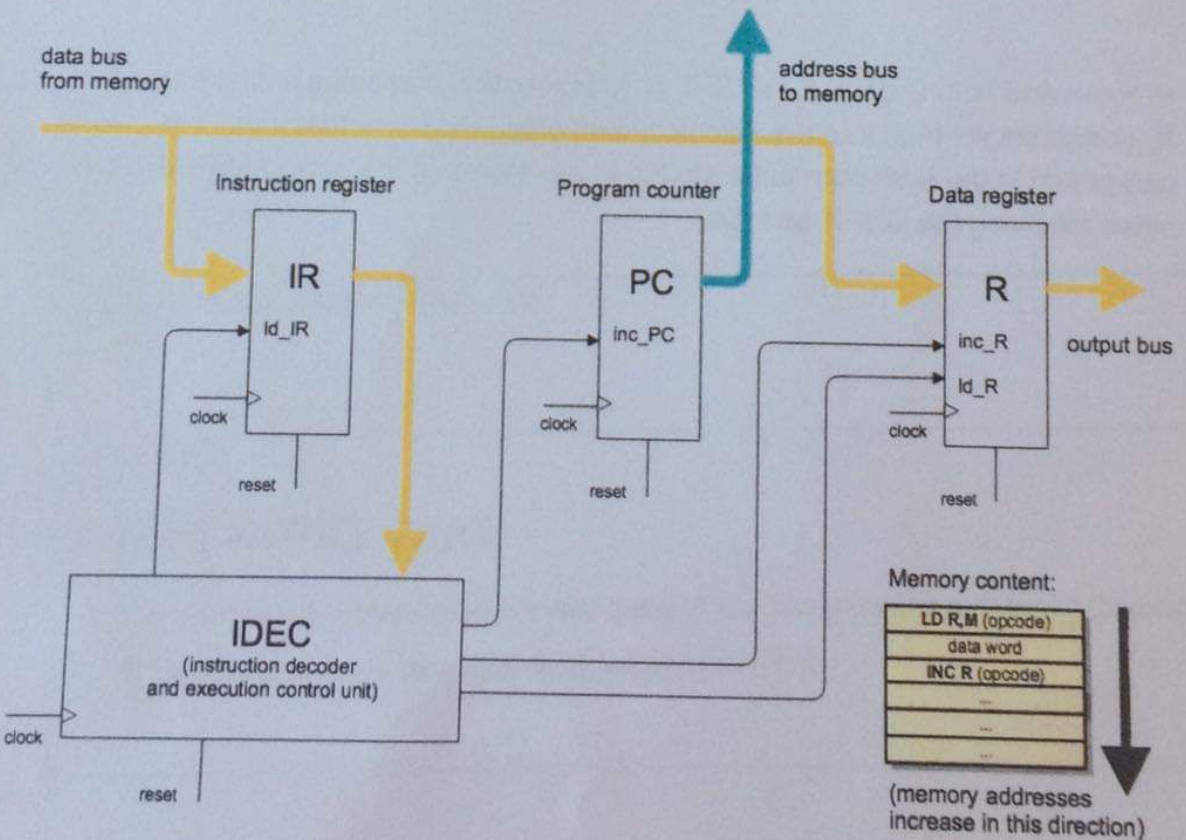 data bus
from memory
address bus
to memory
Instruction register
Program counter
Data register
IR
PC
R
ld_IR
inc_PC
inc_R
ld_R
output bus
clock
clock
clock
reset
reset
reset
IDEC
(instruction decoder
and execution control unit)
clock
reset
Memory content:
LD R,M (opcode)
data word
INC R (opcode)
...
...
...
(memory addresses
increase in this direction)